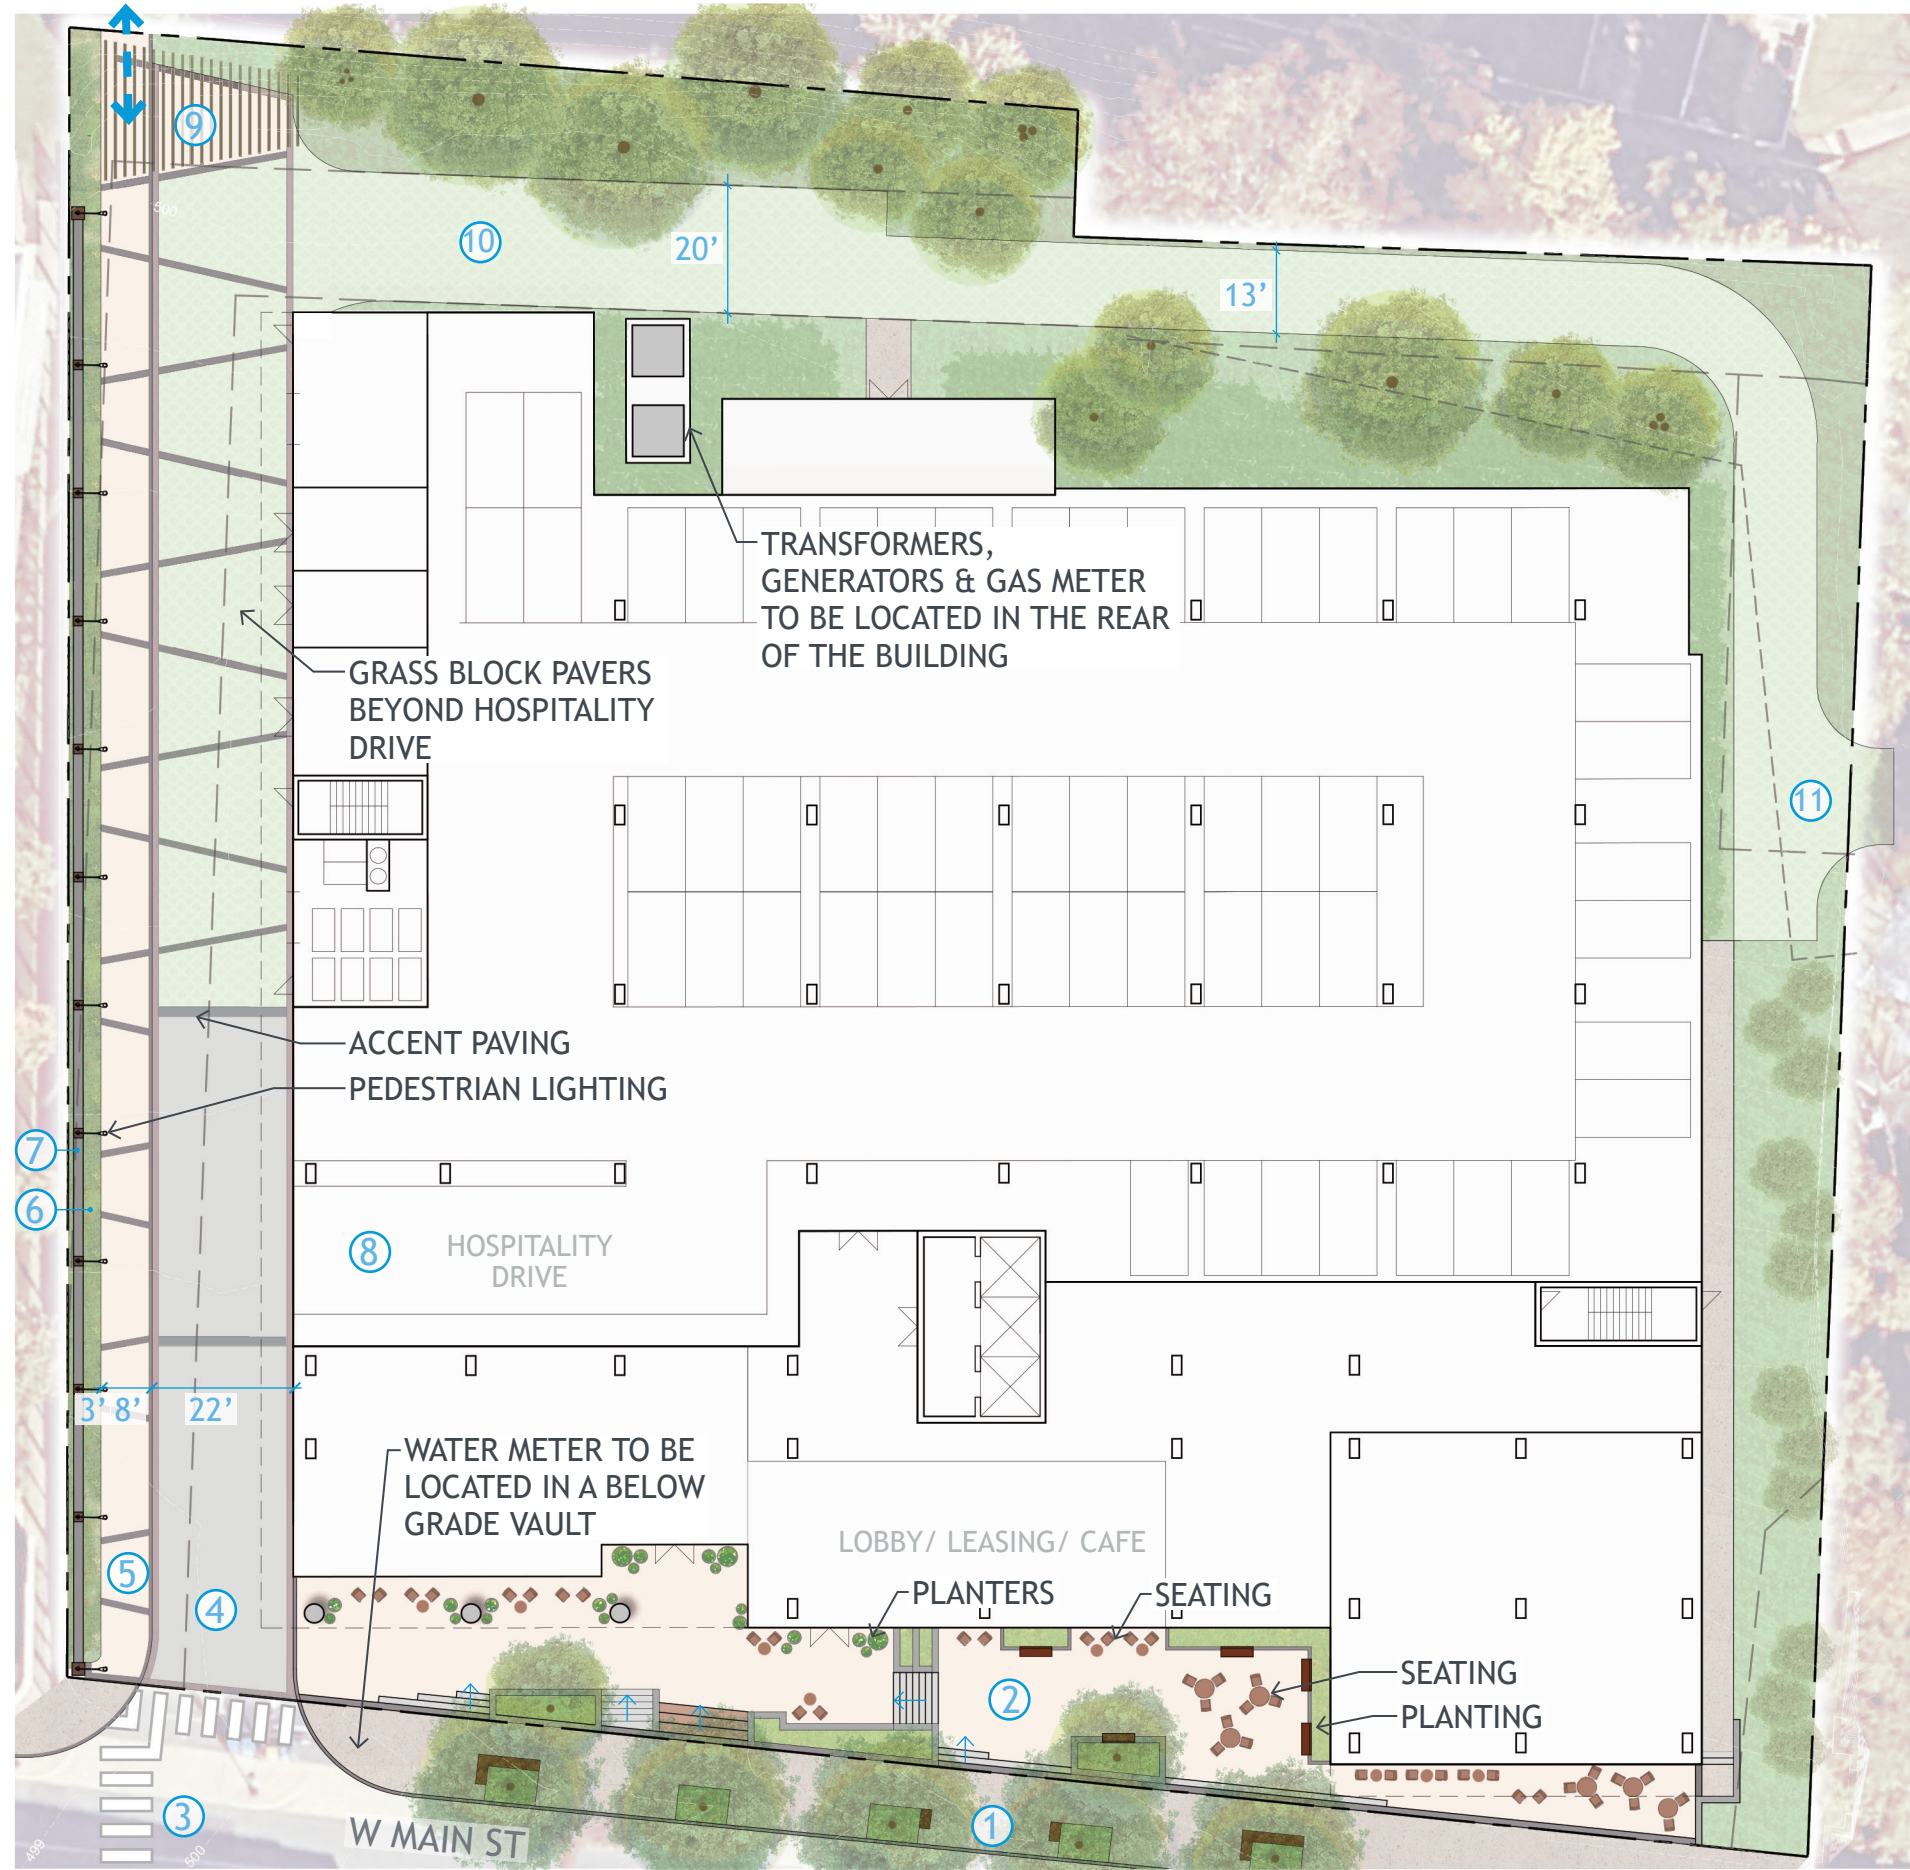 9
500
10
20’
13’
TRANSFORMERS,
GENERATORS & GAS METER
TO BE LOCATED IN THE REAR
OF THE BUILDING
GRASS BLOCK PAVERS
BEYOND HOSPITALITY
DRIVE
11
ACCENT PAVING
PEDESTRIAN LIGHTING
7
6
8
HOSPITALITY
DRIVE
3’ 8’
22’
WATER METER TO BE
LOCATED IN A BELOW
GRADE VAULT
LOBBY/ LEASING/ CAFE
5
4
PLANTERS
SEATING
SEATING
2
PLANTING
3
1
W MAIN ST
499
500